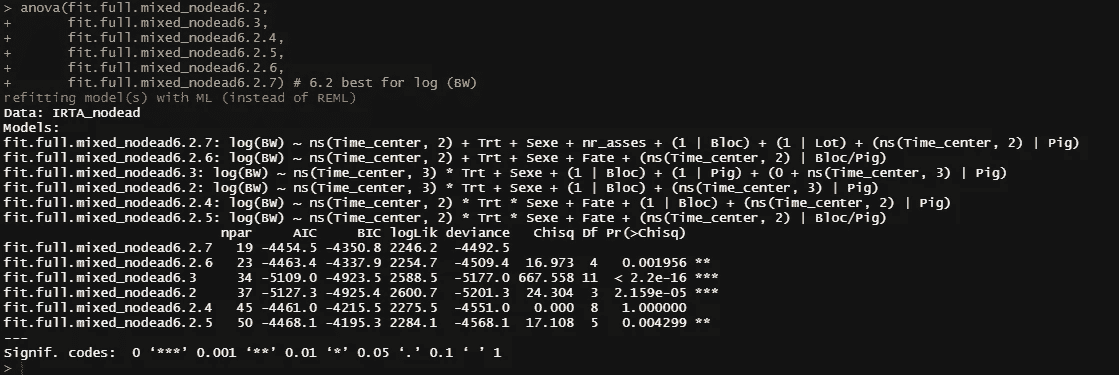 > anova(fit.full.mixed_nodead6.2,
+ fit.full.mixed_nodead6.3,
+ fit.full.mixed_nodead6.2.4,
+ fit.full.mixed_nodead6.2.5,
+ fit.full.mixed_nodead6.2.6,
+ fit.full.mixed_nodead6.2.7) # 6.2 best for log (BW)
refitting model(s) with ML (instead of REML)
Data: IRTA_nodead
Models:
fit.full.mixed_nodead6.2.7: log(BW) ~ ns(Time_center, 2) + Trt + Sexe + nr_asses + (1 | Bloc) + (1 | Lot) + (ns(Time_center, 2) | Pig)
fit.full.mixed_nodead6.2.6: log(BW) ~ ns(Time_center, 2) + Trt + Sexe + Fate + (ns(Time_center, 2) | Bloc/Pig)
fit.full.mixed_nodead6.3: log(BW) ~ ns(Time_center, 3) * Trt + Sexe + (1 | Bloc) + (1 | Pig) + (0 + ns(Time_center, 3) | Pig)
fit.full.mixed_nodead6.2: log(BW) ~ ns(Time_center, 3) * Trt + Sexe + (1 | Bloc) + (ns(Time_center, 3) | Pig)
fit.full.mixed_nodead6.2.4: log(BW) ~ ns(Time_center, 2) * Trt * Sexe + Fate + (1 | Bloc) + (ns(Time_center, 2) | Pig)
fit.full.mixed_nodead6.2.5: log(BW) ~ ns(Time_center, 2) * Trt * Sexe + Fate + (ns(Time_center, 2) | Bloc/Pig)
npar AIC BIC logLik deviance Chisq Df Pr(>Chisq)
fit.full.mixed_nodead6.2.7 19 -4454.5 -4350.8 2246.2 -4492.5
fit.full.mixed_nodead6.2.6 23 -4463.4 -4337.9 2254.7 -4509.4 16.973 4 0.001956 **
fit.full.mixed_nodead6.3 34 -5109.0 -4923.5 2588.5 -5177.0 667.558 11 < 2.2e-16 ***
fit.full.mixed_nodead6.2 37 -5127.3 -4925.4 2600.7 -5201.3 24.304 3 2.159e-05 ***
fit.full.mixed_nodead6.2.4 45 -4461.0 -4215.5 2275.5 -4551.0 0.000 8 1.000000
fit.full.mixed_nodead6.2.5 50 -4468.1 -4195.3 2284.1 -4568.1 17.108 5 0.004299 **
---
Signif. codes: 0 ‘***’ 0.001 ‘**’ 0.01 ‘*’ 0.05 ‘.’ 0.1 ‘ ’ 1
>